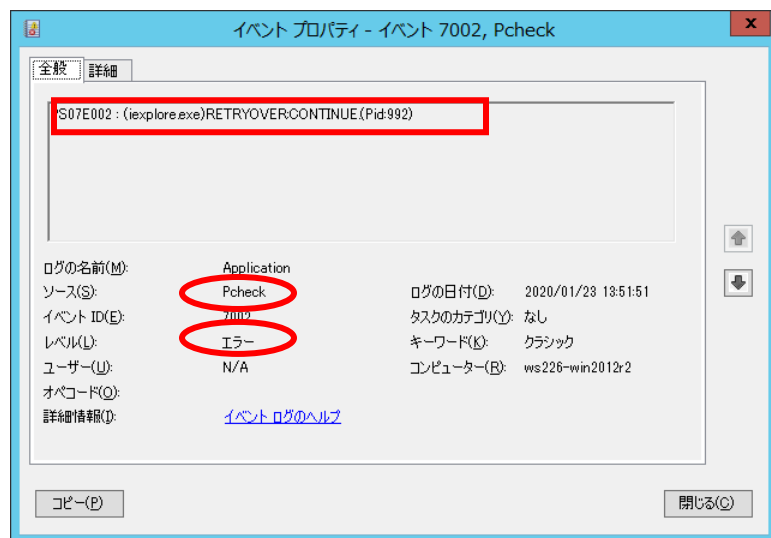 イベント プロパティ - イベント 7002, Pcheck
x
全般 詳細
S07E002 : (iexplore.exe)RETRYOVER:CONTINUE.(Pid:992)
ログの名前(M): Application
ソース(S): Pcheck ログの日付(D): 2020/01/23 13:51:51
イベント ID(E): 7002 タスクのカテゴリ(Y): なし
レベル(L): エラー キーワード(K): クラシック
ユーザー(U): N/A コンピューター(R): ws226-win2012r2
オペコード(O):
詳細情報(I): イベント ログのヘルプ
コピー(P) 閉じる(C)